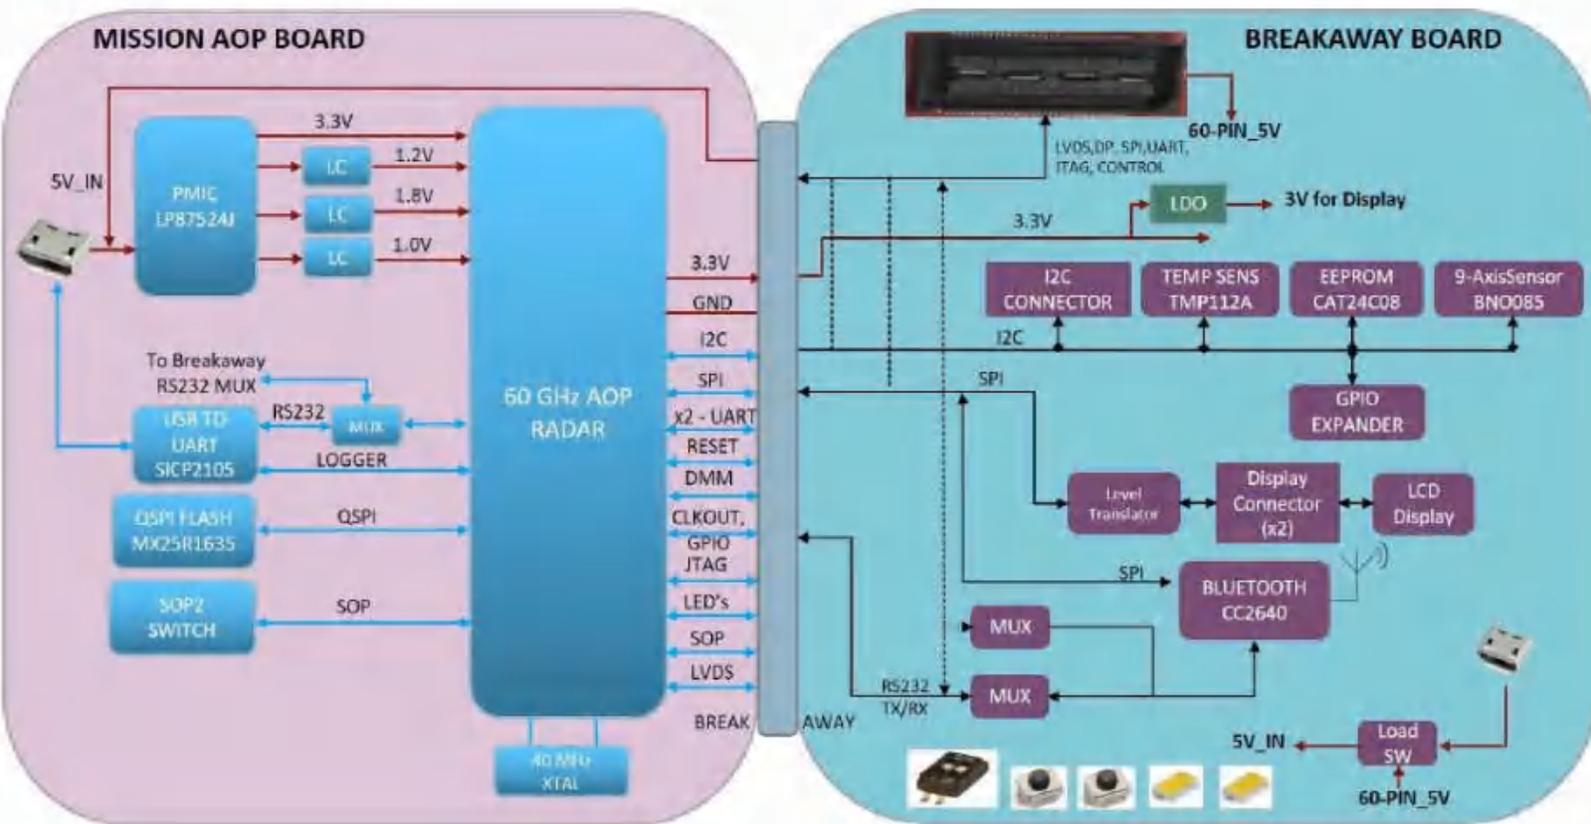 MISSION AOP BOARD
BREAKAWAY BOARD
5V_IN
PMIC
LP87524J
3.3V
LC
1.2V
LC
1.8V
LC
1.0V
To Breakaway
RS232 MUX
USB TO
UART
SICP2105
RS232
MUX
LOGGER
QSPI FLASH
MX25R1635
QSPI
SOP2
SWITCH
SOP
60 GHz AOP
RADAR
40 MHz
XTAL
3.3V
GND
I2C
SPI
x2 - UART
RESET
DMM
CLKOUT,
GPIO
JTAG
LED's
SOP
LVDS
BREAK
AWAY
60-PIN_5V
LVDS,DP, SPI,UART,
JTAG, CONTROL
LDO
3V for Display
3.3V
I2C
CONNECTOR
TEMP SENS
TMP112A
EEPROM
CAT24C08
9-AxisSensor
BNO085
I2C
GPIO
EXPANDER
SPI
Level
Translator
Display
Connector
(x2)
LCD
Display
SPI
BLUETOOTH
CC2640
MUX
RS232
TX/RX
MUX
5V_IN
Load
SW
60-PIN_5V